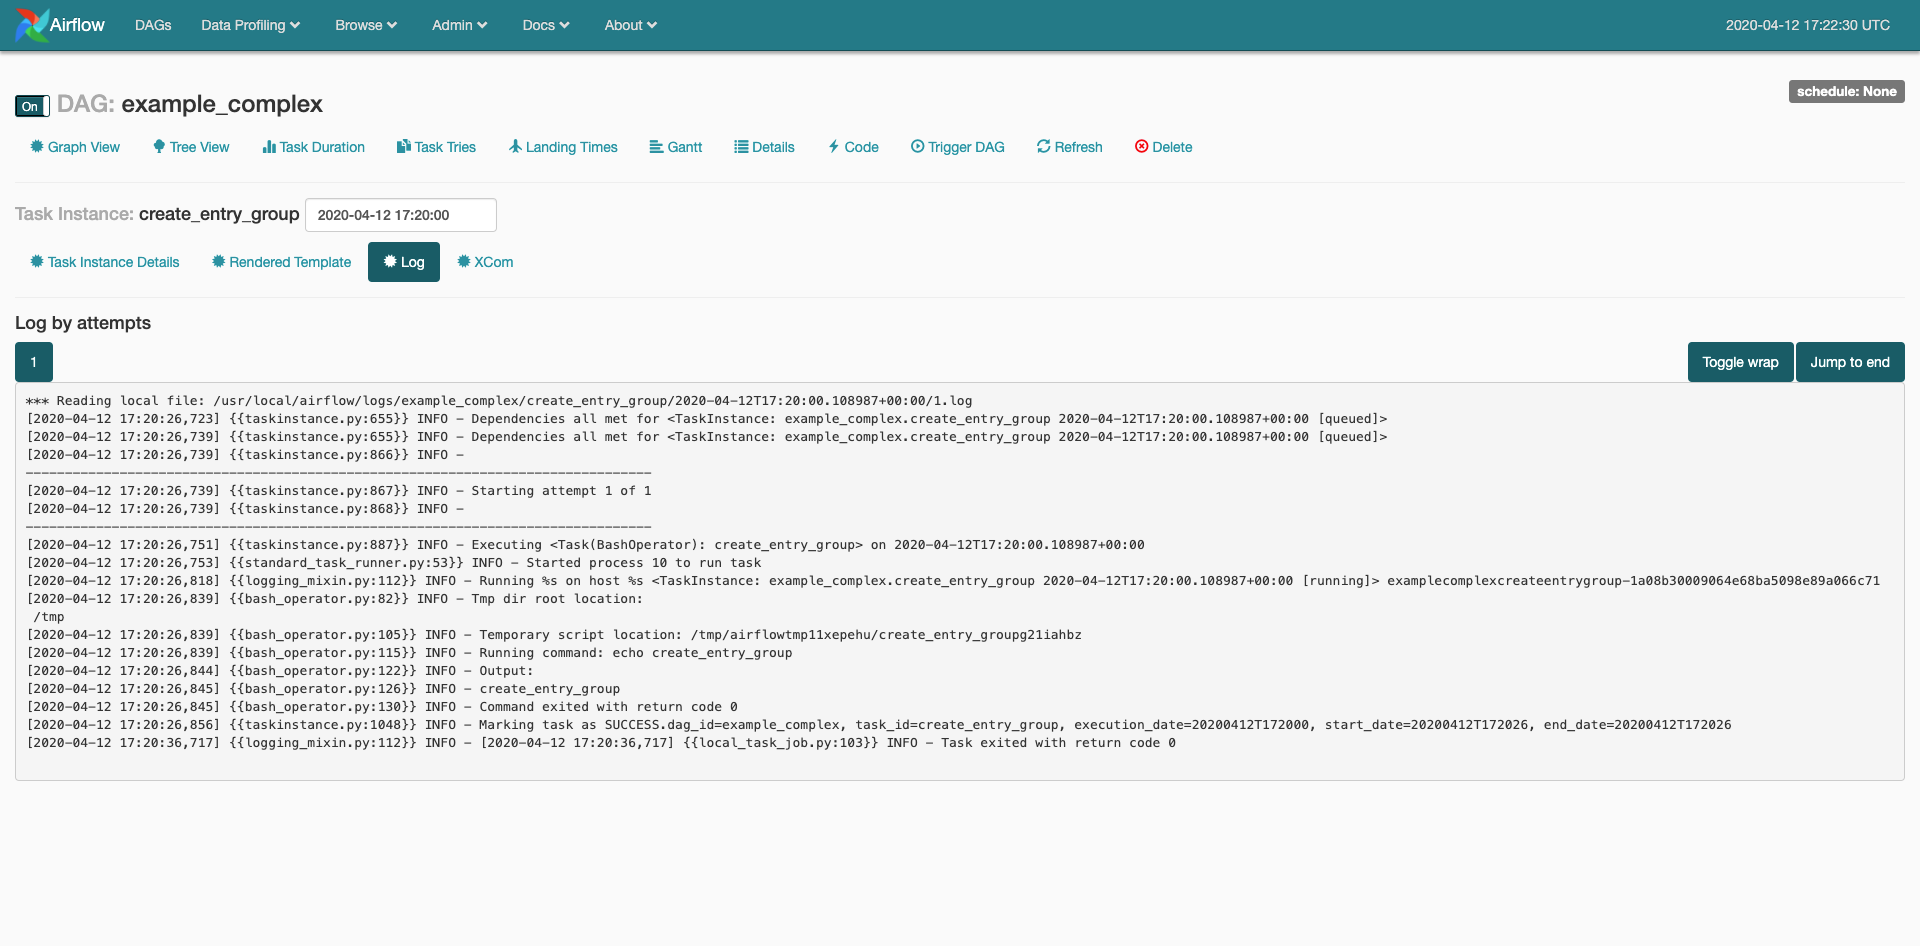 Airflow DAGs Data Profiling Browse Admin Docs About 2020-04-12 17:22:30 UTC
On DAG: example_complex schedule: None
Graph View Tree View Task Duration Task Tries Landing Times Gantt Details Code Trigger DAG Refresh Delete
Task Instance: create_entry_group 2020-04-12 17:20:00
Task Instance Details Rendered Template Log XCom
Log by attempts
1 Toggle wrap Jump to end
*** Reading local file: /usr/local/airflow/logs/example_complex/create_entry_group/2020-04-12T17:20:00.108987+00:00/1.log
[2020-04-12 17:20:26,723] {{taskinstance.py:655}} INFO - Dependencies all met for <TaskInstance: example_complex.create_entry_group 2020-04-12T17:20:00.108987+00:00 [queued]>
[2020-04-12 17:20:26,739] {{taskinstance.py:655}} INFO - Dependencies all met for <TaskInstance: example_complex.create_entry_group 2020-04-12T17:20:00.108987+00:00 [queued]>
[2020-04-12 17:20:26,739] {{taskinstance.py:866}} INFO -
--------------------------------------------------------------------------------
[2020-04-12 17:20:26,739] {{taskinstance.py:867}} INFO - Starting attempt 1 of 1
[2020-04-12 17:20:26,739] {{taskinstance.py:868}} INFO -
--------------------------------------------------------------------------------
[2020-04-12 17:20:26,751] {{taskinstance.py:887}} INFO - Executing <Task(BashOperator): create_entry_group> on 2020-04-12T17:20:00.108987+00:00
[2020-04-12 17:20:26,753] {{standard_task_runner.py:53}} INFO - Started process 10 to run task
[2020-04-12 17:20:26,818] {{logging_mixin.py:112}} INFO - Running %s on host %s <TaskInstance: example_complex.create_entry_group 2020-04-12T17:20:00.108987+00:00 [running]> examplecomplexcreateentrygroup-1a08b30009064e68ba5098e89a066c71
[2020-04-12 17:20:26,839] {{bash_operator.py:82}} INFO - Tmp dir root location:
/tmp
[2020-04-12 17:20:26,839] {{bash_operator.py:105}} INFO - Temporary script location: /tmp/airflowtmp11xepehu/create_entry_groupg21iahbz
[2020-04-12 17:20:26,839] {{bash_operator.py:115}} INFO - Running command: echo create_entry_group
[2020-04-12 17:20:26,844] {{bash_operator.py:122}} INFO - Output:
[2020-04-12 17:20:26,845] {{bash_operator.py:126}} INFO - create_entry_group
[2020-04-12 17:20:26,845] {{bash_operator.py:130}} INFO - Command exited with return code 0
[2020-04-12 17:20:26,856] {{taskinstance.py:1048}} INFO - Marking task as SUCCESS.dag_id=example_complex, task_id=create_entry_group, execution_date=20200412T172000, start_date=20200412T172026, end_date=20200412T172026
[2020-04-12 17:20:36,717] {{logging_mixin.py:112}} INFO - [2020-04-12 17:20:36,717] {{local_task_job.py:103}} INFO - Task exited with return code 0